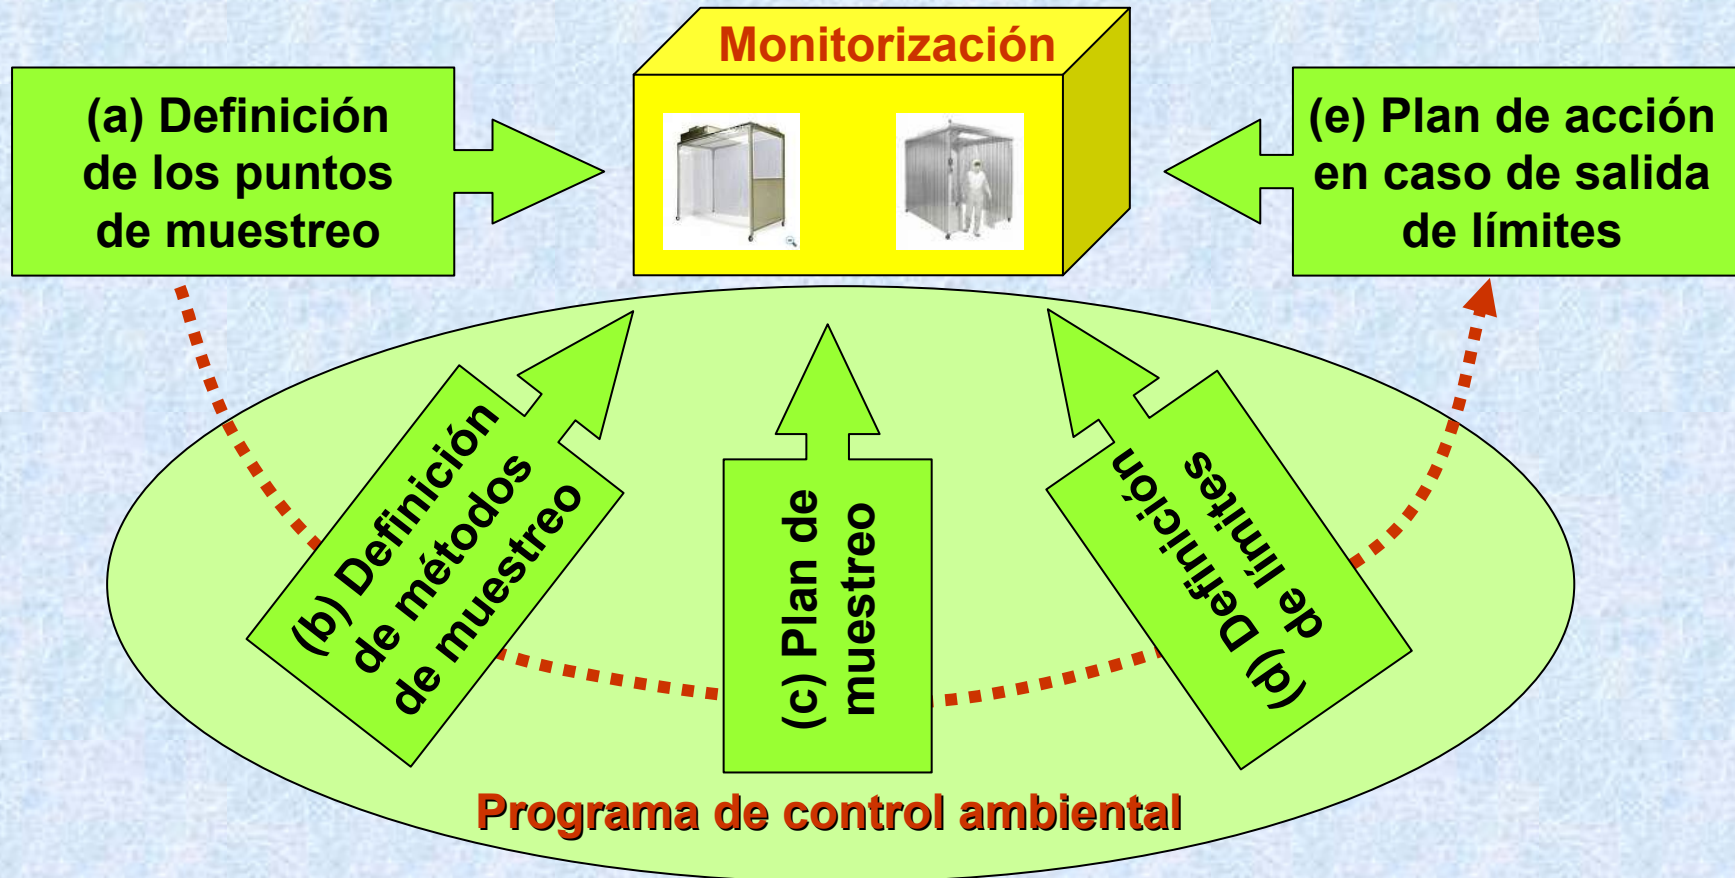 Monitorización
(a) Definición
de los puntos
de muestreo
(b) Definición
de métodos
de muestreo
(c) Plan de
muestreo
(d) Definición
de límites
(e) Plan de acción
en caso de salida
de límites
Programa de control ambiental